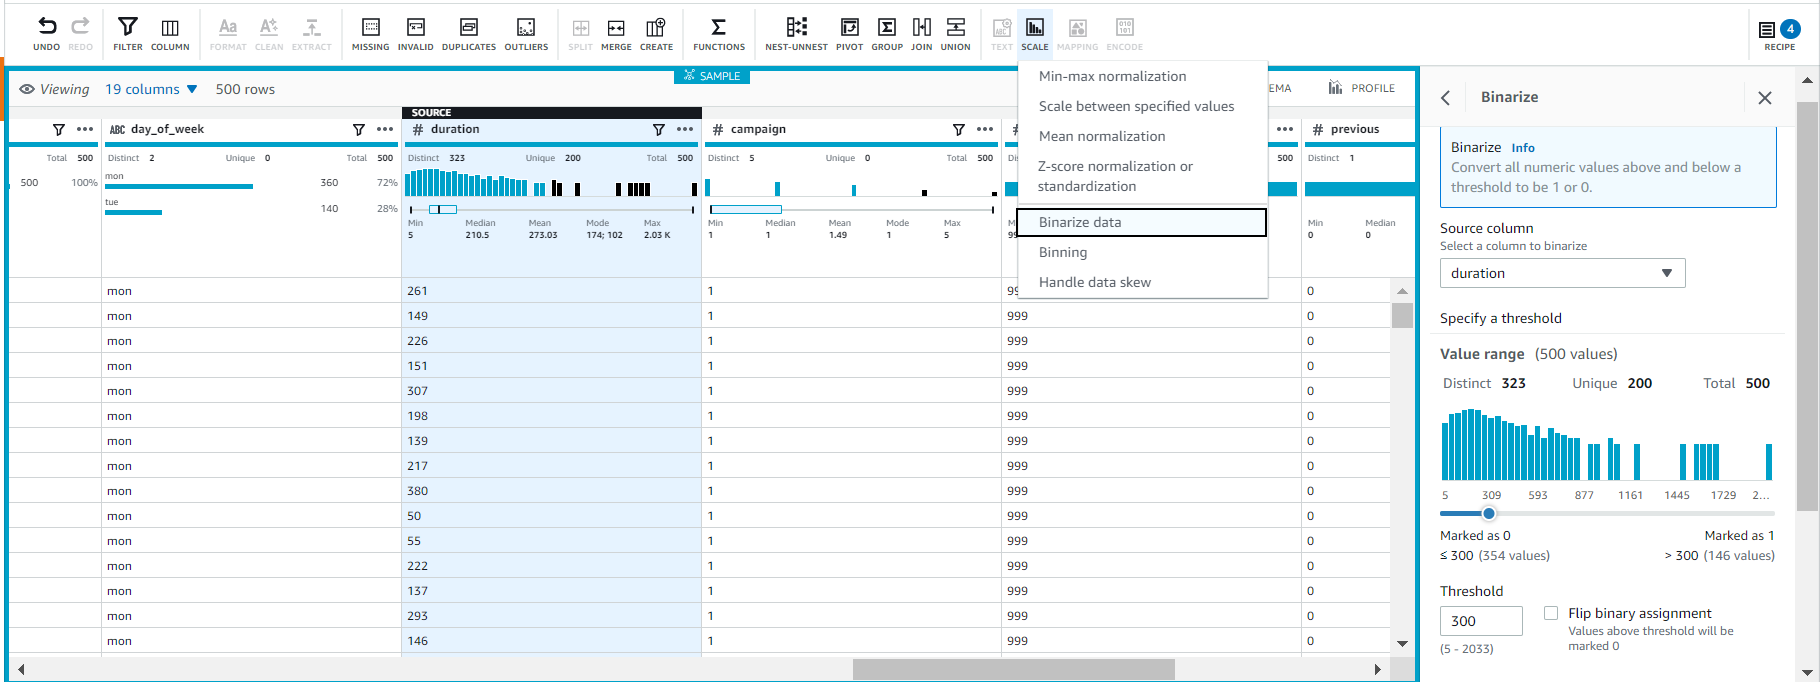 UNDO REDO FILTER COLUMN FORMAT CLEAN EXTRACT MISSING INVALID DUPLICATES OUTLIERS SPLIT MERGE CREATE FUNCTIONS NEST-UNNEST PIVOT GROUP JOIN UNION TEXT SCALE MAPPING ENCODE RECIPE 4
Viewing 19 columns 500 rows
SAMPLE
EMA PROFILE
SOURCE
day_of_week
duration
campaign
previous
Total 500
500 100%
ABC day_of_week
Distinct 2 Unique 0 Total 500
mon 360 72%
tue 140 28%
# duration
Distinct 323 Unique 200 Total 500
Min Median Mean Mode Max
5 210.5 273.03 174; 102 2.03 K
# campaign
Distinct 5 Unique 0 Total 500
Min Median Mean Mode Max
1 1 1.49 1 5
500
# previous
Distinct 1
Min Median
0 0
Min-max normalization
Scale between specified values
Mean normalization
Z-score normalization or
standardization
Binarize data
Binning
Handle data skew
mon 261 1 0
mon 149 1 999 0
mon 226 1 999 0
mon 151 1 999 0
mon 307 1 999 0
mon 198 1 999 0
mon 139 1 999 0
mon 217 1 999 0
mon 380 1 999 0
mon 50 1 999 0
mon 55 1 999 0
mon 222 1 999 0
mon 137 1 999 0
mon 293 1 999 0
mon 146 1 999 0
Binarize
Binarize Info
Convert all numeric values above and below a
threshold to be 1 or 0.
Source column
Select a column to binarize
duration
Specify a threshold
Value range (500 values)
Distinct 323 Unique 200 Total 500
5 309 593 877 1161 1445 1729 2...
Marked as 0 Marked as 1
≤ 300 (354 values) > 300 (146 values)
Threshold
300
(5 - 2033)
Flip binary assignment
Values above threshold will be
marked 0